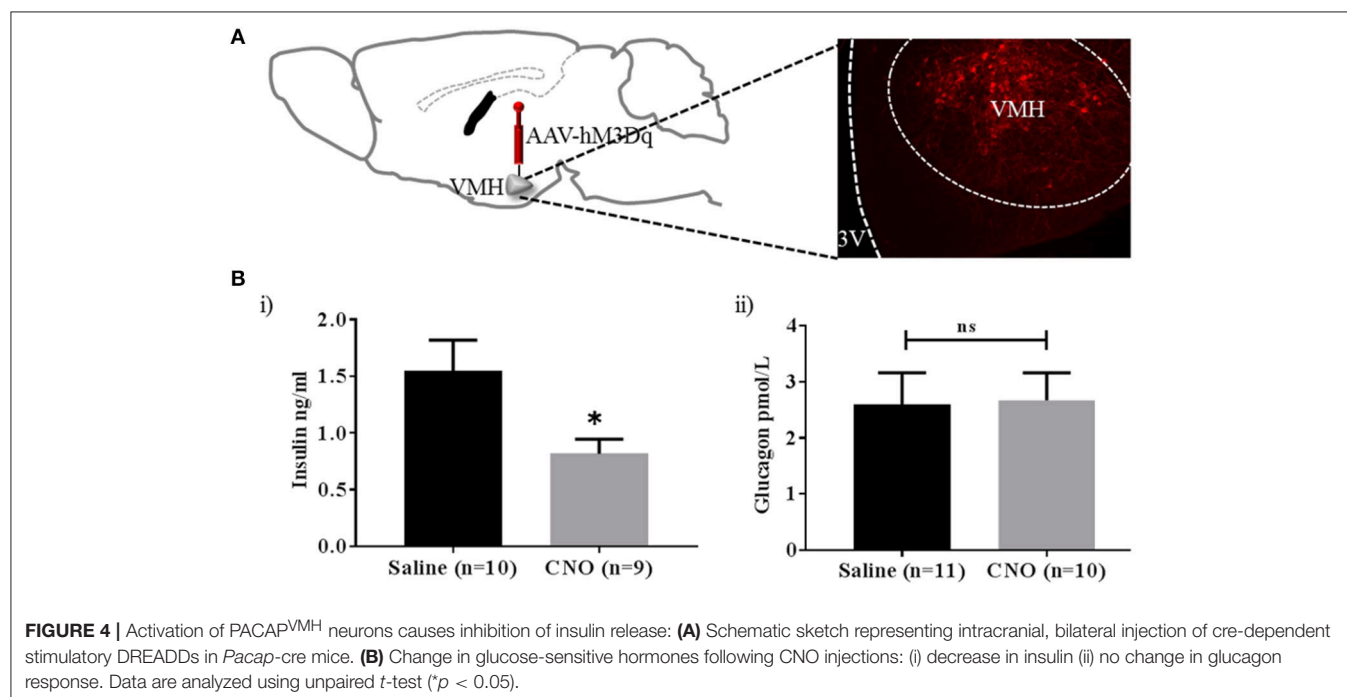 A
AAV-hM3Dq
VMH
VMH
3V
B
i)
2.0
1.5
1.0
0.5
0.0
Insulin ng/ml
*
Saline (n=10) CNO (n=9)
ii)
4
3
2
1
0
Glucagon pmol/L
ns
Saline (n=11) CNO (n=10)
FIGURE 4 | Activation of PACAPVMH neurons causes inhibition of insulin release: (A) Schematic sketch representing intracranial, bilateral injection of cre-dependent
stimulatory DREADDs in Pacap-cre mice. (B) Change in glucose-sensitive hormones following CNO injections: (i) decrease in insulin (ii) no change in glucagon
response. Data are analyzed using unpaired t-test (*p < 0.05).